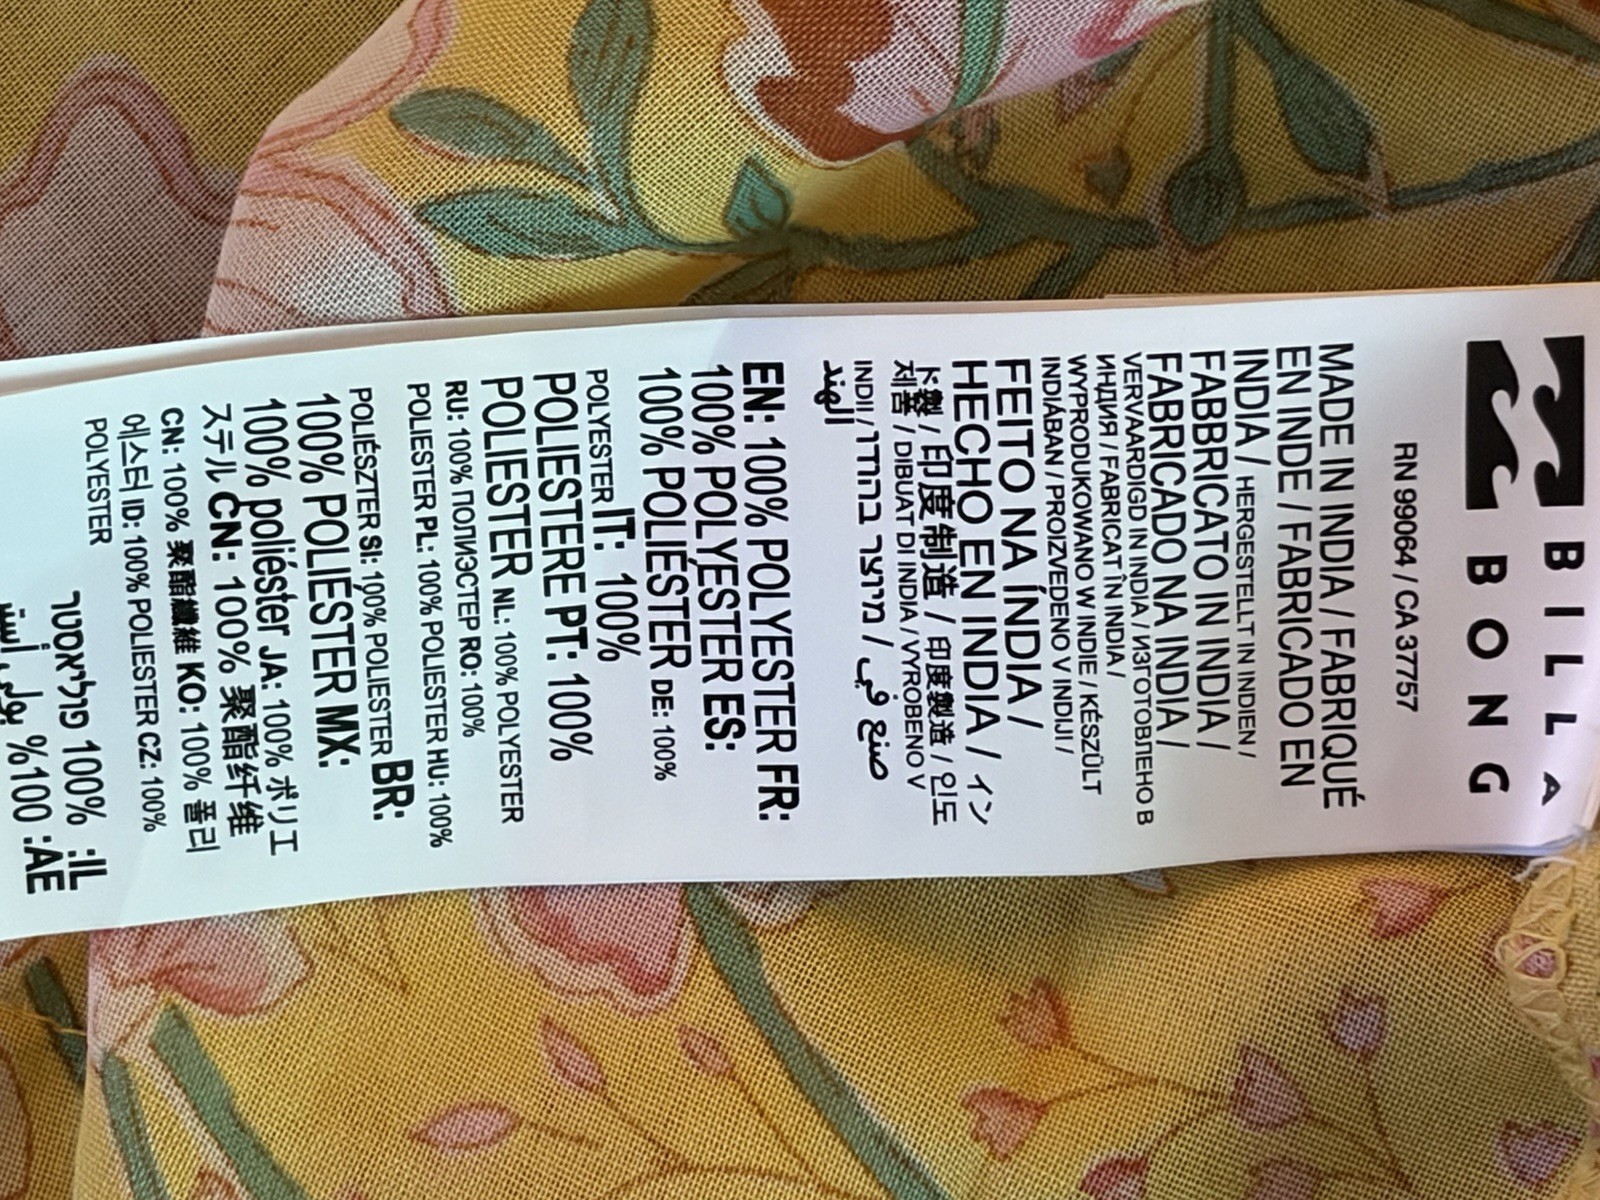 BILLA
BONG
RN 99064 / CA 37757
MADE IN INDIA / FABRIQUÉ
EN INDE / FABRICADO EN
INDIA / HERGESTELLT IN INDIEN /
FABBRICATO IN INDIA /
FABRICADO NA INDIA /
VERVAARDIGD IN INDIA / ИЗГОТОВЛЕНО В
ИНДИЯ / FABRICAT ÎN INDIA /
WYPRODUKOWANO W INDIE / KÉSZÜLT
INDIÁBAN / PROIZVEDENO V INDIJI /
FEITO NA ÍNDIA /
HECHO EN INDIA / イン
ド製 / 印度制造 / 印度製造 / 인도
제품 / DIBUAT DI INDIA / VYROBENO V
INDII / מיוצר בהודו / صنع في
الهند
EN: 100% POLYESTER FR:
100% POLYESTER ES:
100% POLIÉSTER DE: 100%
POLYESTER IT: 100%
POLIESTERE PT: 100%
POLIESTER NL: 100% POLYESTER
RU: 100% ПОЛИЭСТЕР RO: 100%
POLIESTER PL: 100% POLIESTER HU: 100%
POLIÉSZTER SI: 100% POLIESTER BR:
100% POLIÉSTER MX:
100% poliéster JA: 100% ポリエ
ステル CN: 100% 聚酯纤维
CN: 100% 聚酯纖維 KO: 100% 폴리
에스터 ID: 100% POLIESTER CZ: 100%
POLYESTER
IL: 100% פוליאסטר
AE: 100%